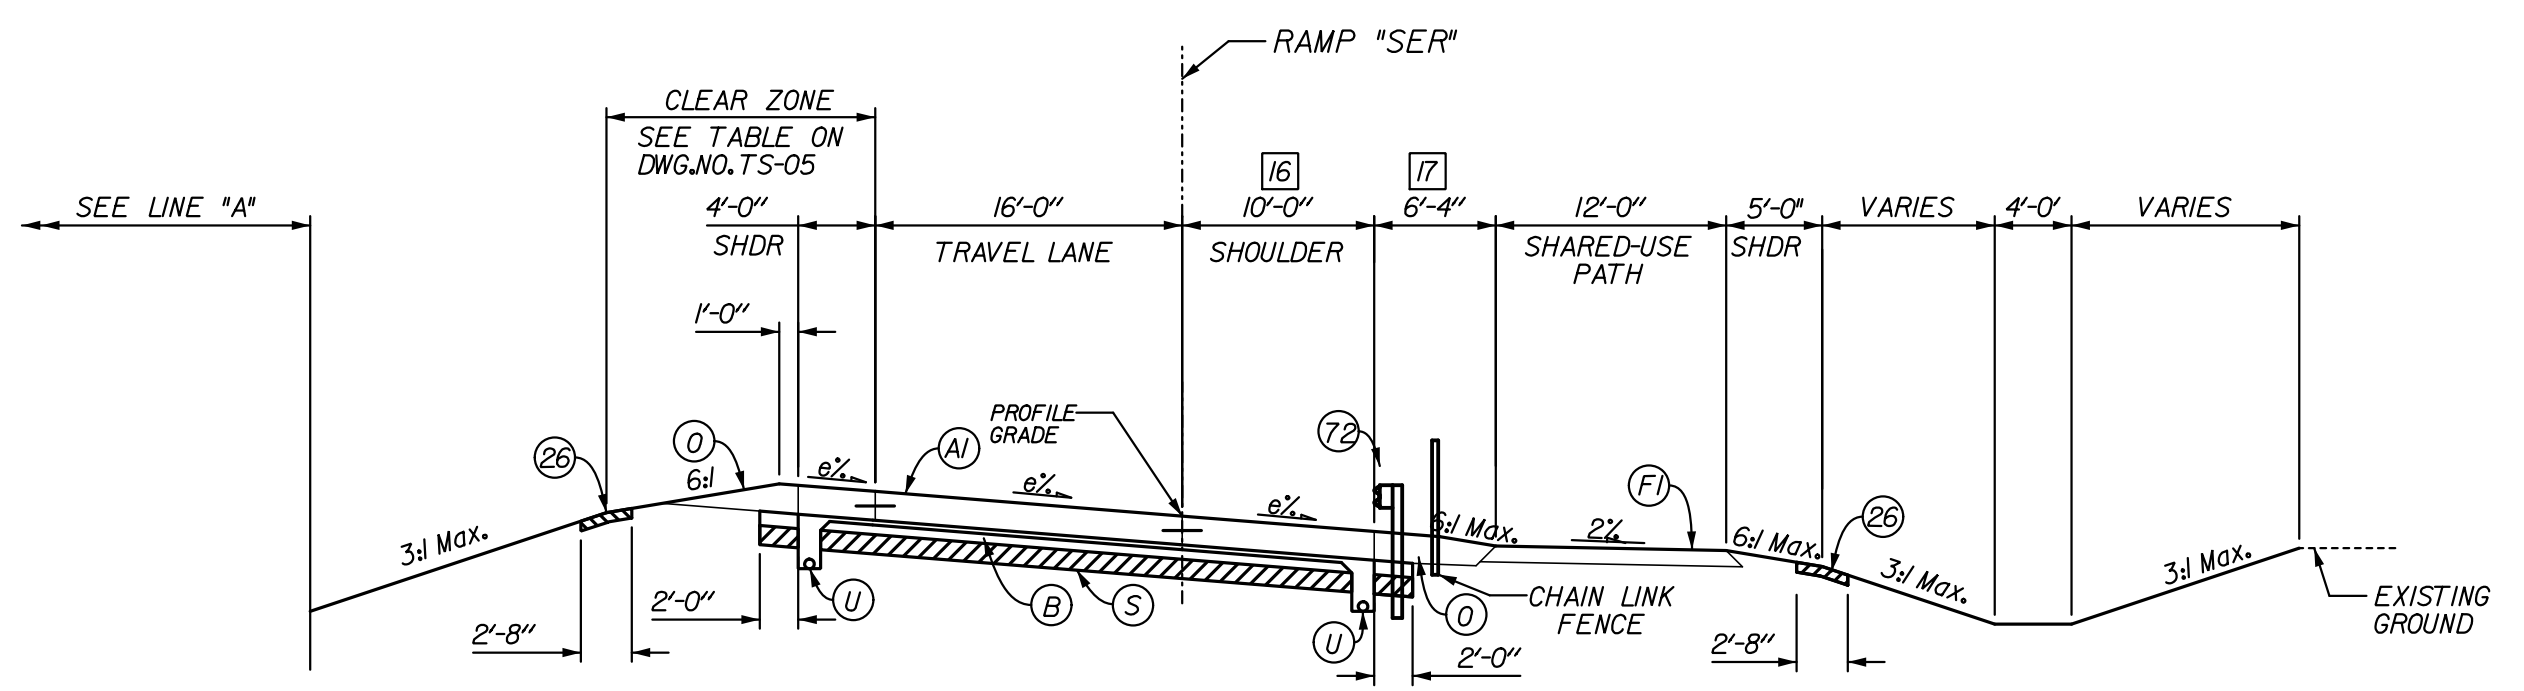 RAMP "SER"
CLEAR ZONE
SEE TABLE ON
DWG.NO.TS-05
16
17
SEE LINE "A"
4'-0"
16'-0"
10'-0"
6'-4"
12'-0"
5'-0"
VARIES
4'-0'
VARIES
SHDR
TRAVEL LANE
SHOULDER
SHARED-USE
PATH
SHDR
1'-0"
PROFILE
GRADE
72
26
O
6:1
e%
A1
e%
e%
6:1 Max.
2%
F1
6:1 Max.
26
3:1 Max.
3:1 Max.
3:1 Max.
2'-0"
U
B
S
CHAIN LINK
FENCE
O
EXISTING
GROUND
2'-8"
U
2'-0"
2'-8"